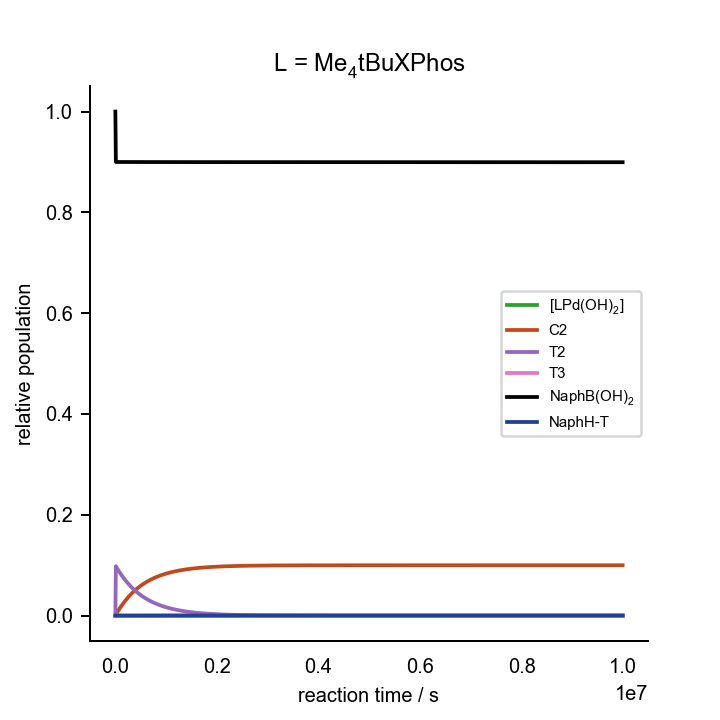 L = Me₄tBuXPhos
relative population
1.0
0.8
0.6
0.4
0.2
0.0
[LPd(OH)₂]
C2
T2
T3
NaphB(OH)₂
NaphH-T
0.0 0.2 0.4 0.6 0.8 1.0
1e7
reaction time / s